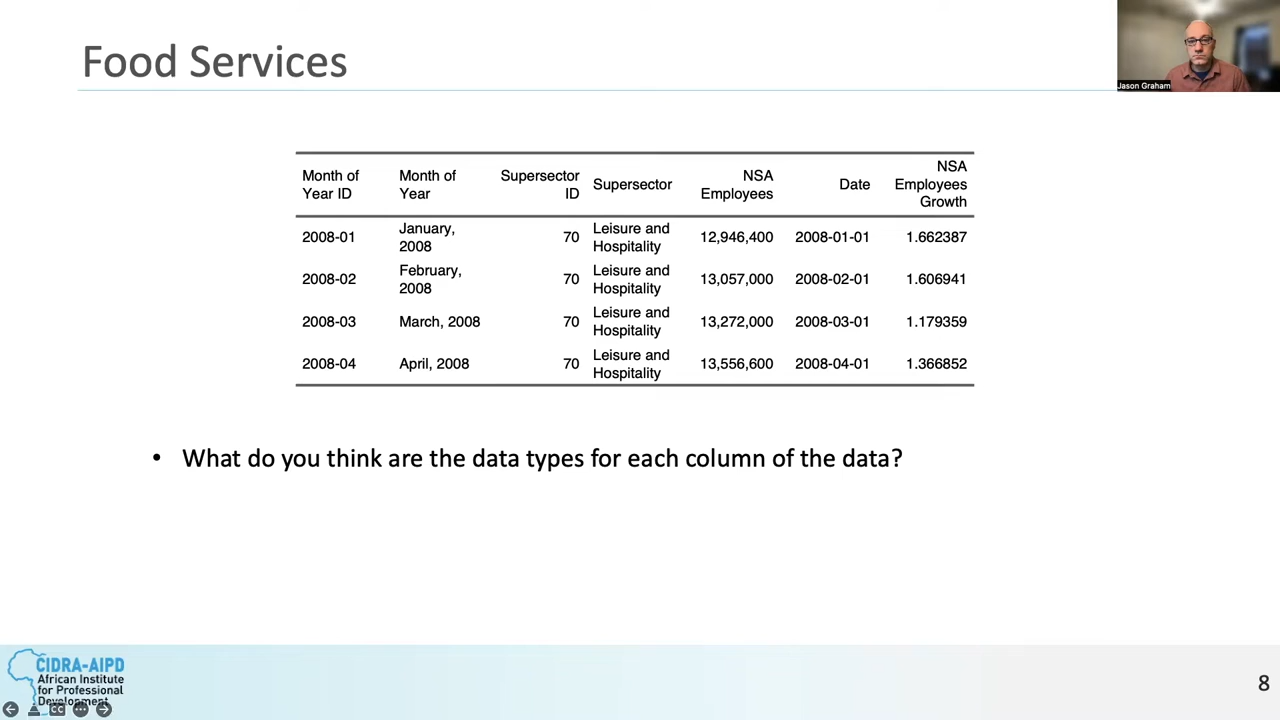 Food Services
Jason Graham
Month of
Year ID
Month of
Year
Supersector
ID
Supersector
NSA
Employees
Date
NSA
Employees
Growth
2008-01
January,
2008
70
Leisure and
Hospitality
12,946,400
2008-01-01
1.662387
2008-02
February,
2008
70
Leisure and
Hospitality
13,057,000
2008-02-01
1.606941
2008-03
March, 2008
70
Leisure and
Hospitality
13,272,000
2008-03-01
1.179359
2008-04
April, 2008
70
Leisure and
Hospitality
13,556,600
2008-04-01
1.366852
• What do you think are the data types for each column of the data?
CIDRA-AIPD
African Institute
for Professional
Development
CC
8